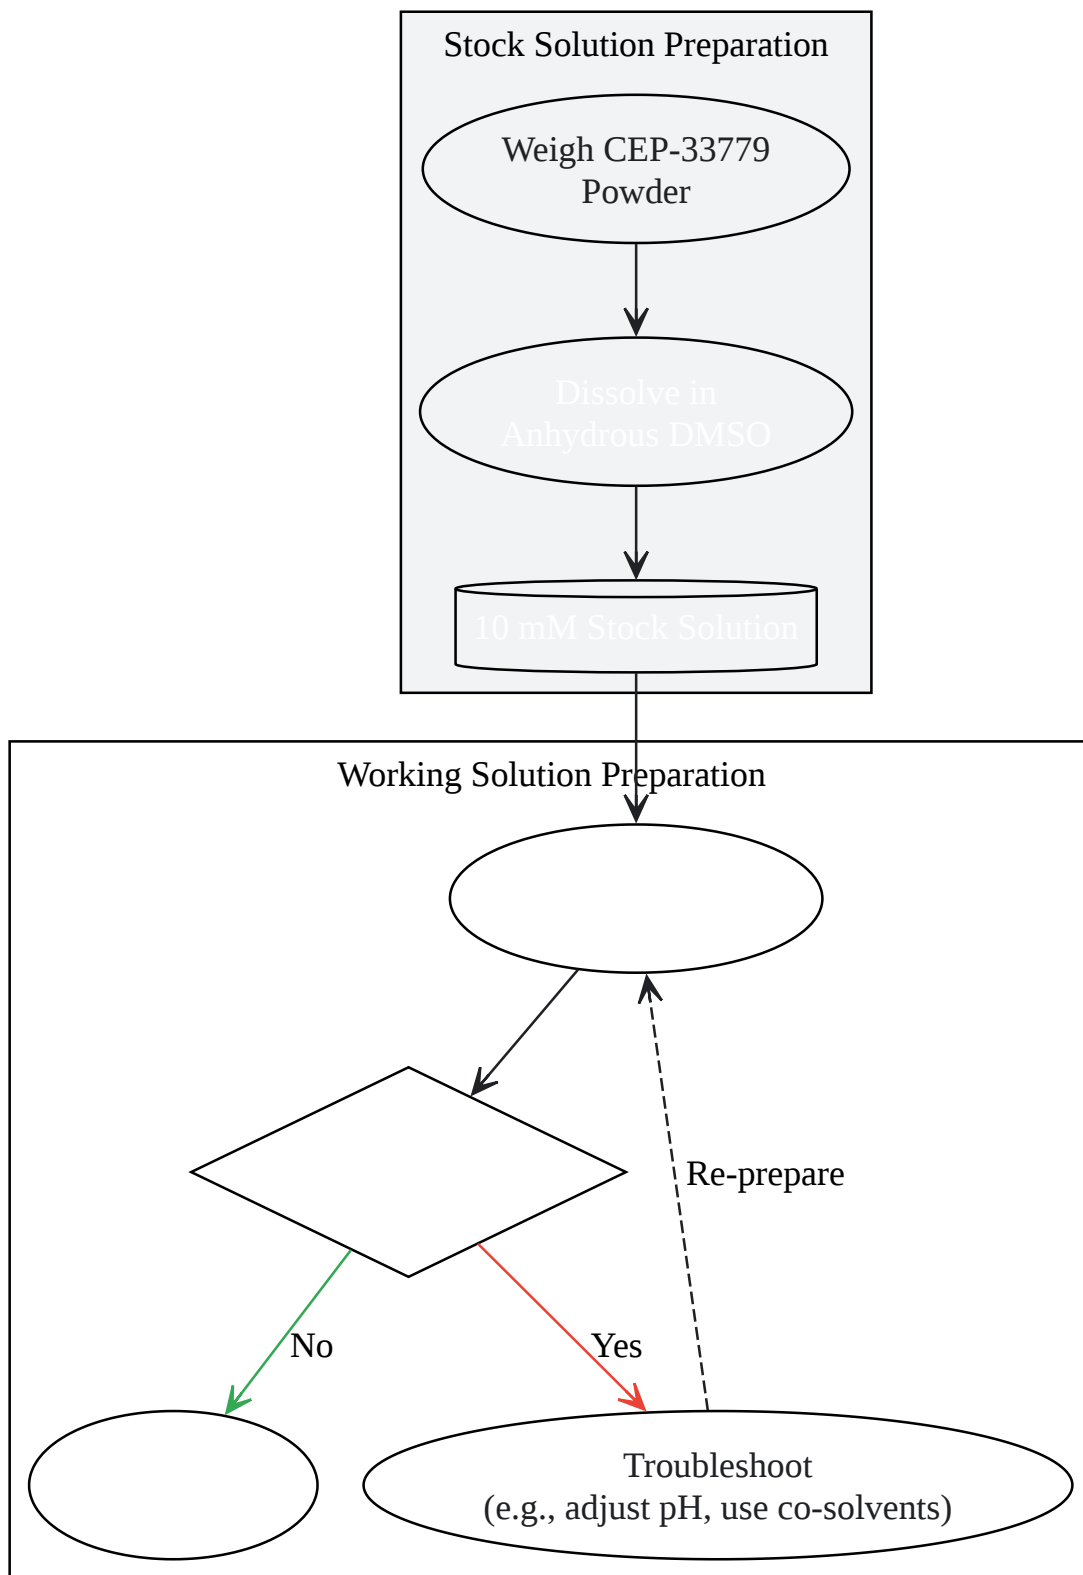 Stock Solution Preparation
Weigh CEP-33779
Powder
Dissolve in
Anhydrous DMSO
10 mM Stock Solution
Working Solution Preparation
Re-prepare
No
Yes
Troubleshoot
(e.g., adjust pH, use co-solvents)